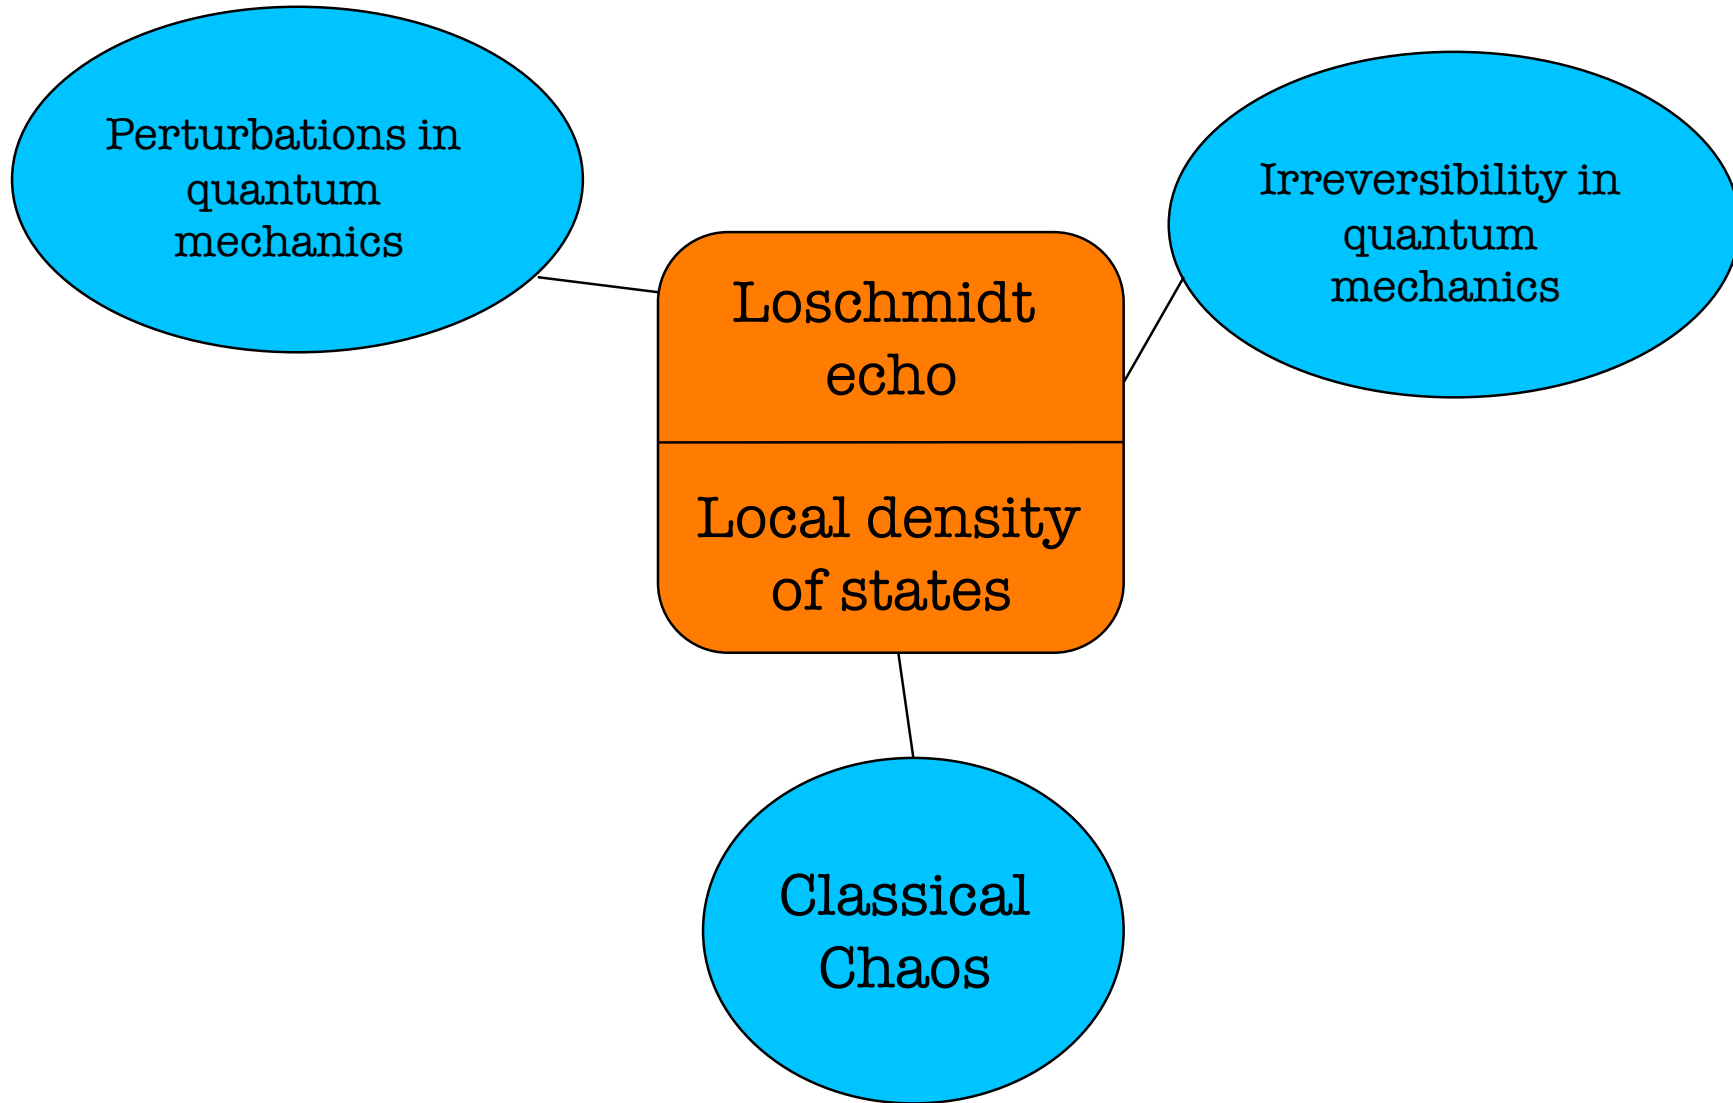 Perturbations in
quantum
mechanics
Irreversibility in
quantum
mechanics
Loschmidt
echo
Local density
of states
Classical
Chaos